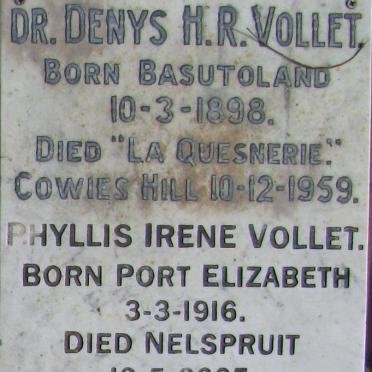 DR. DENYS H.R. VOLLET
BORN BASUTOLAND
10-3-1898.
DIED "LA QUESNERIE."
COWIES HILL 10-12-1959.
PHYLLIS IRENE VOLLET.
BORN PORT ELIZABETH
3-3-1916.
DIED NELSPRUIT